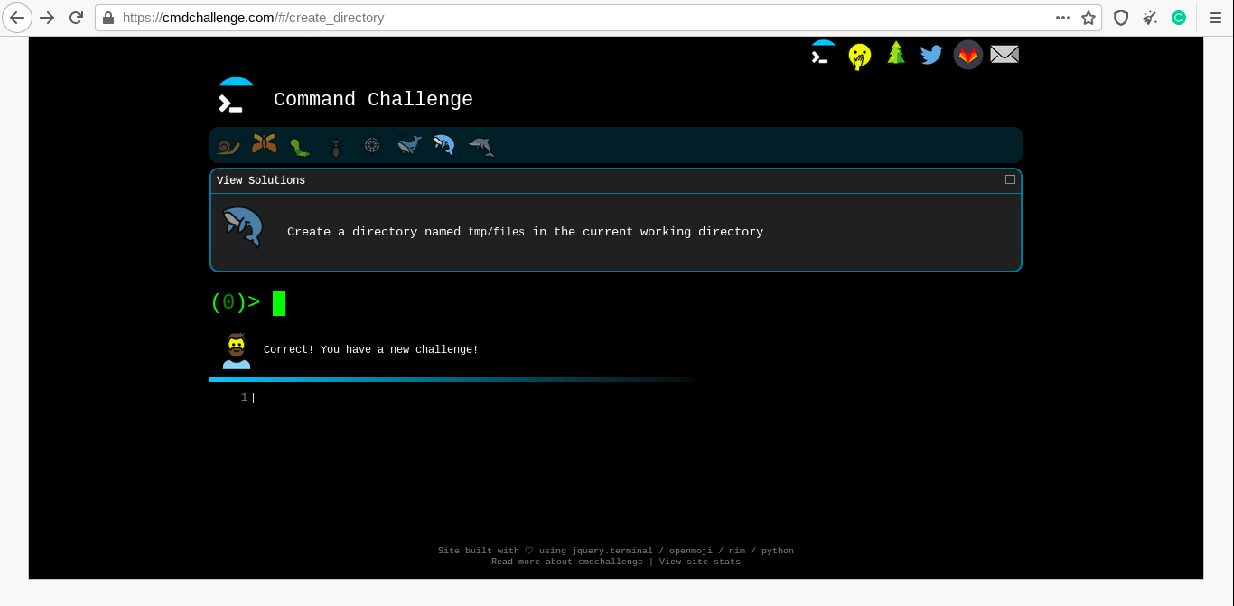 https://cmdchallenge.com/#/create_directory
Command Challenge
View Solutions
Create a directory named tmp/files in the current working directory
(0)>
Correct! You have a new challenge!
1
Site built with ♡ using jquery.terminal / openmoji / nim / python
Read more about cmdchallenge | View site stats